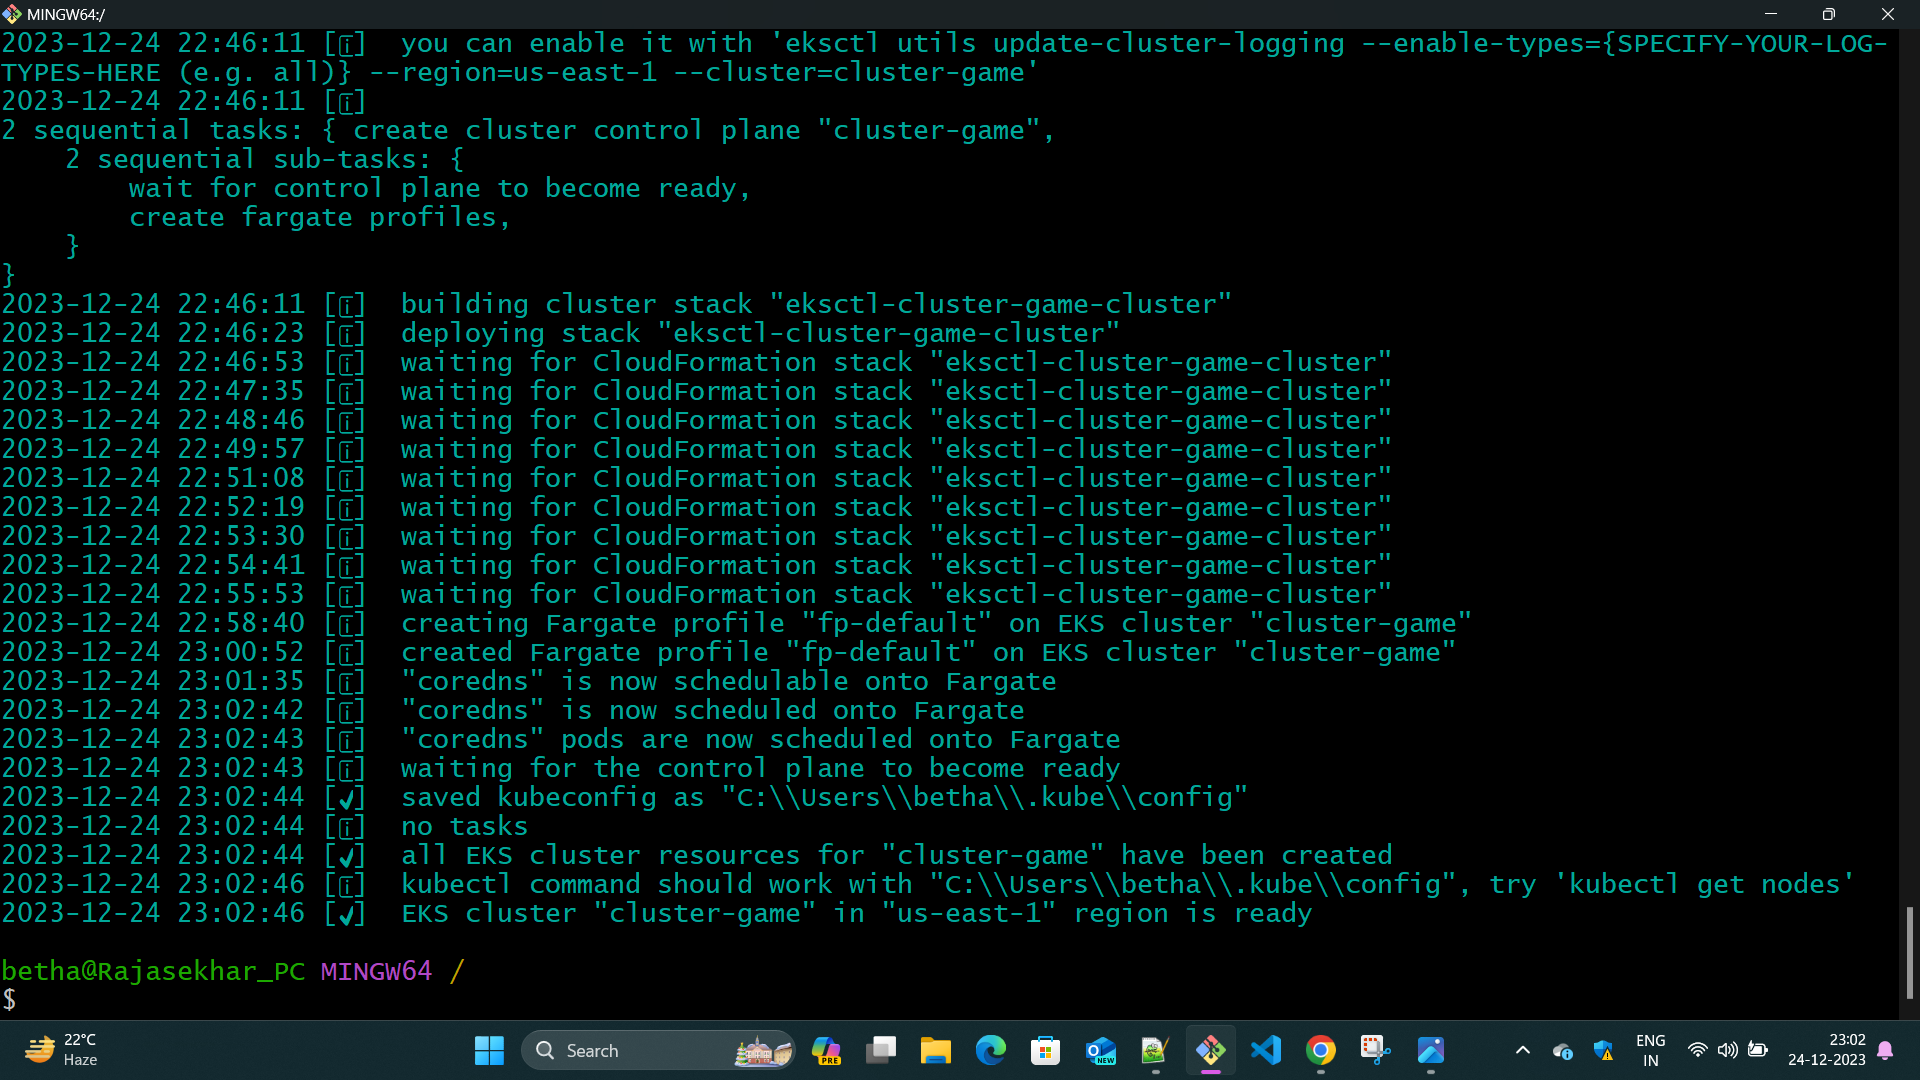 MINGW64:/
2023-12-24 22:46:11 [i]  you can enable it with 'eksctl utils update-cluster-logging --enable-types={SPECIFY-YOUR-LOG-
TYPES-HERE (e.g. all)} --region=us-east-1 --cluster=cluster-game'
2023-12-24 22:46:11 [i]
2 sequential tasks: { create cluster control plane "cluster-game",
    2 sequential sub-tasks: {
        wait for control plane to become ready,
        create fargate profiles,
    }
}
2023-12-24 22:46:11 [i]  building cluster stack "eksctl-cluster-game-cluster"
2023-12-24 22:46:23 [i]  deploying stack "eksctl-cluster-game-cluster"
2023-12-24 22:46:53 [i]  waiting for CloudFormation stack "eksctl-cluster-game-cluster"
2023-12-24 22:47:35 [i]  waiting for CloudFormation stack "eksctl-cluster-game-cluster"
2023-12-24 22:48:46 [i]  waiting for CloudFormation stack "eksctl-cluster-game-cluster"
2023-12-24 22:49:57 [i]  waiting for CloudFormation stack "eksctl-cluster-game-cluster"
2023-12-24 22:51:08 [i]  waiting for CloudFormation stack "eksctl-cluster-game-cluster"
2023-12-24 22:52:19 [i]  waiting for CloudFormation stack "eksctl-cluster-game-cluster"
2023-12-24 22:53:30 [i]  waiting for CloudFormation stack "eksctl-cluster-game-cluster"
2023-12-24 22:54:41 [i]  waiting for CloudFormation stack "eksctl-cluster-game-cluster"
2023-12-24 22:55:53 [i]  waiting for CloudFormation stack "eksctl-cluster-game-cluster"
2023-12-24 22:58:40 [i]  creating Fargate profile "fp-default" on EKS cluster "cluster-game"
2023-12-24 23:00:52 [i]  created Fargate profile "fp-default" on EKS cluster "cluster-game"
2023-12-24 23:01:35 [i]  "coredns" is now schedulable onto Fargate
2023-12-24 23:02:42 [i]  "coredns" is now scheduled onto Fargate
2023-12-24 23:02:43 [i]  "coredns" pods are now scheduled onto Fargate
2023-12-24 23:02:43 [i]  waiting for the control plane to become ready
2023-12-24 23:02:44 [✔]  saved kubeconfig as "C:\\Users\\betha\\.kube\\config"
2023-12-24 23:02:44 [i]  no tasks
2023-12-24 23:02:44 [✔]  all EKS cluster resources for "cluster-game" have been created
2023-12-24 23:02:46 [i]  kubectl command should work with "C:\\Users\\betha\\.kube\\config", try 'kubectl get nodes'
2023-12-24 23:02:46 [✔]  EKS cluster "cluster-game" in "us-east-1" region is ready
betha@Rajasekhar_PC MINGW64 /
$
22°C
Haze
Search
PRE
NEW
ENG
IN
23:02
24-12-2023